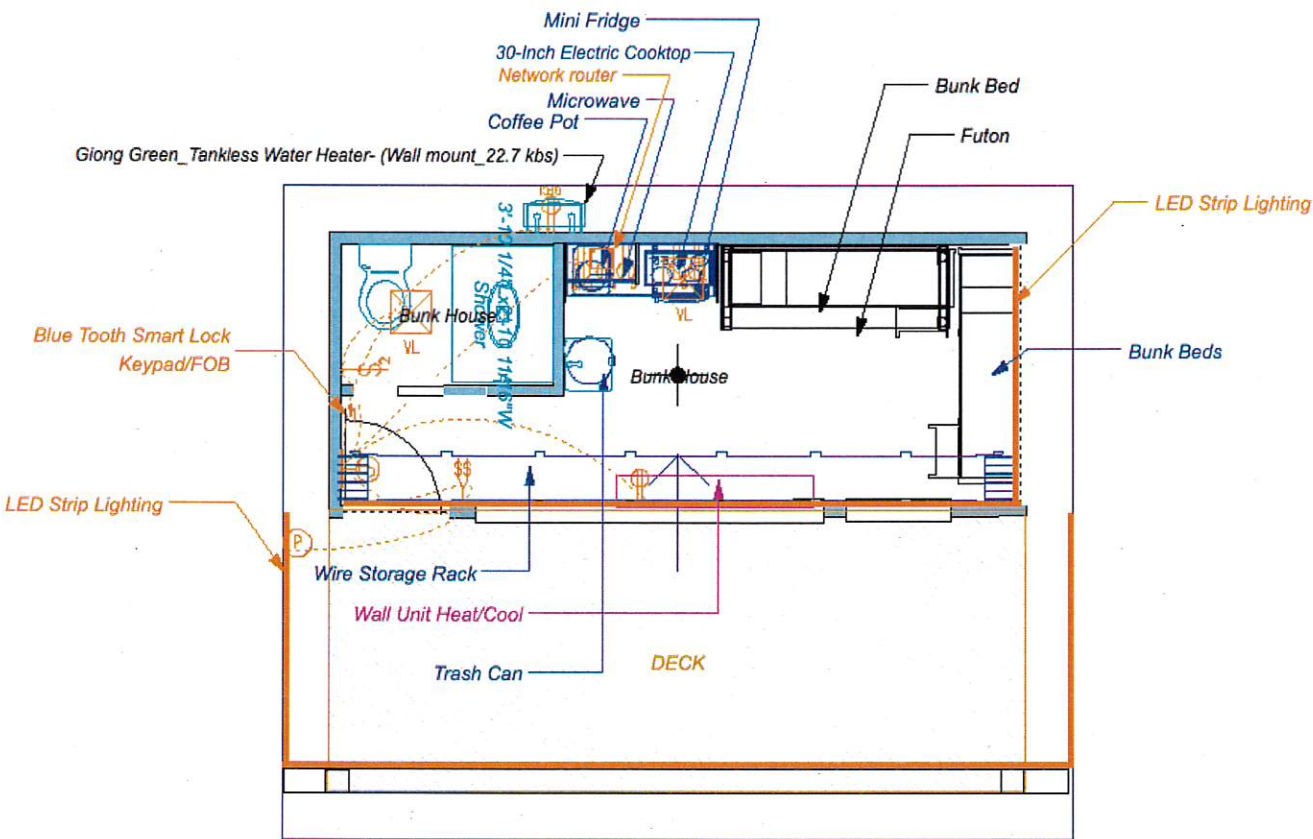 Mini Fridge
30-Inch Electric Cooktop
Network router
Microwave
Coffee Pot
Bunk Bed
Futon
Giong Green_Tankless Water Heater- (Wall mount_22.7 kbs)
LED Strip Lighting
Bunk House
Shower
VL
VL
Blue Tooth Smart Lock
Keypad/FOB
Bunk Beds
Bunk House
S2
$$
LED Strip Lighting
P
Wire Storage Rack
Wall Unit Heat/Cool
DECK
Trash Can